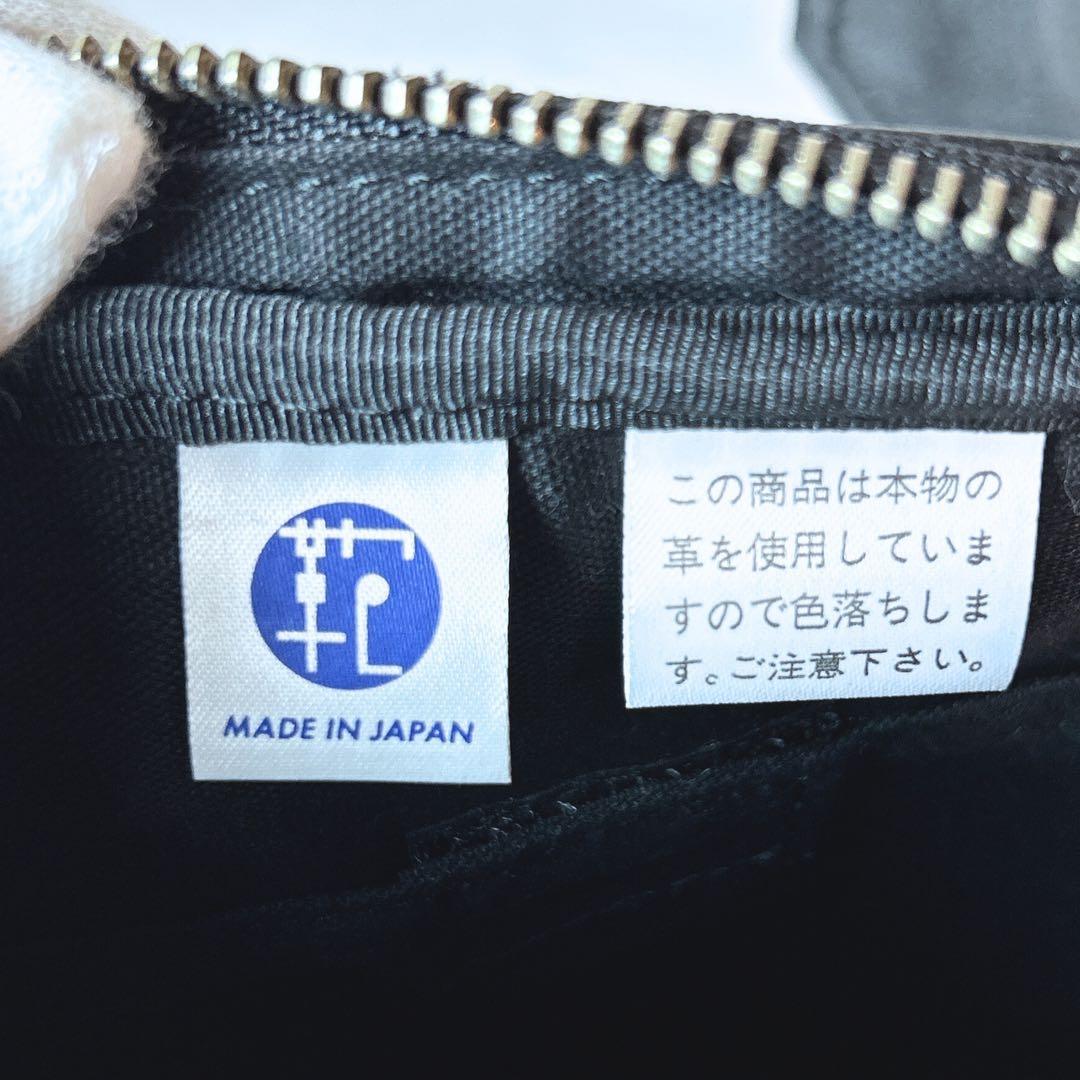 MADE IN JAPAN
この商品は本物の
革を使用していま
すので色落ちしま
す。ご注意下さい。